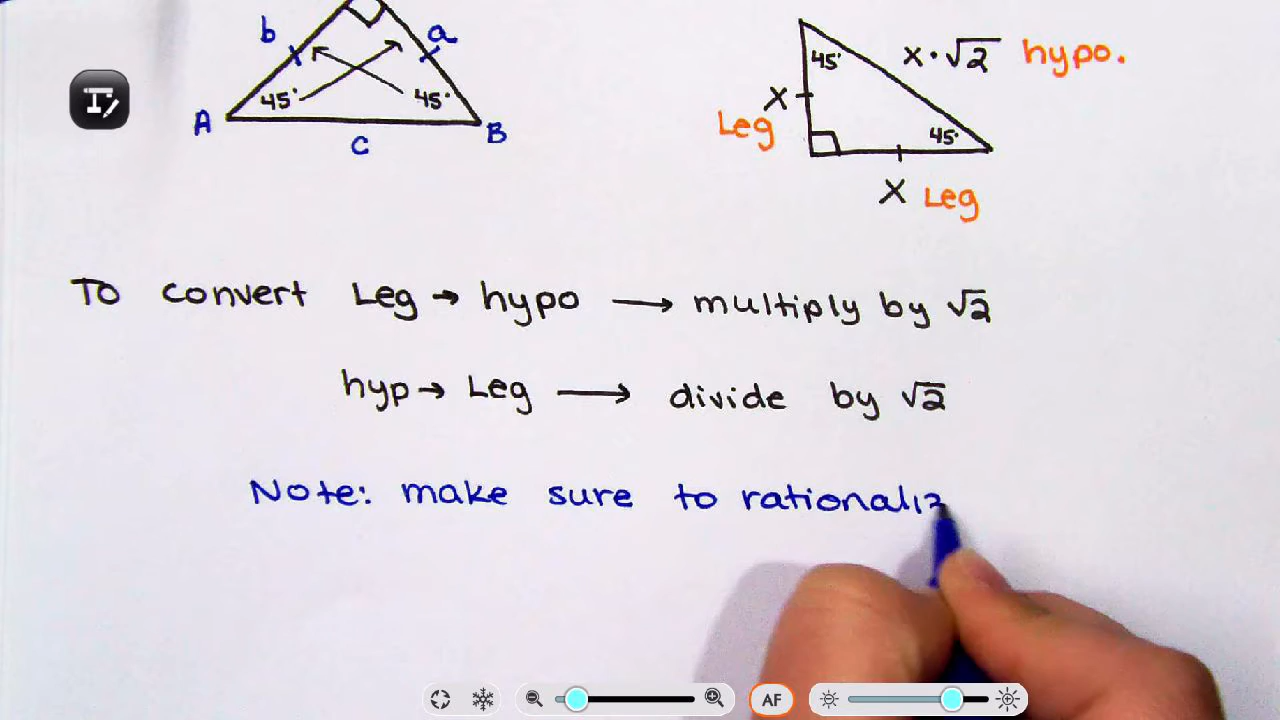 b
a
45°
45°
A
C
B
45°
x·√2 hypo.
x
Leg
45°
x Leg
To convert Leg → hypo → multiply by √2
hyp → Leg → divide by √2
Note: make sure to rationaliz
AF